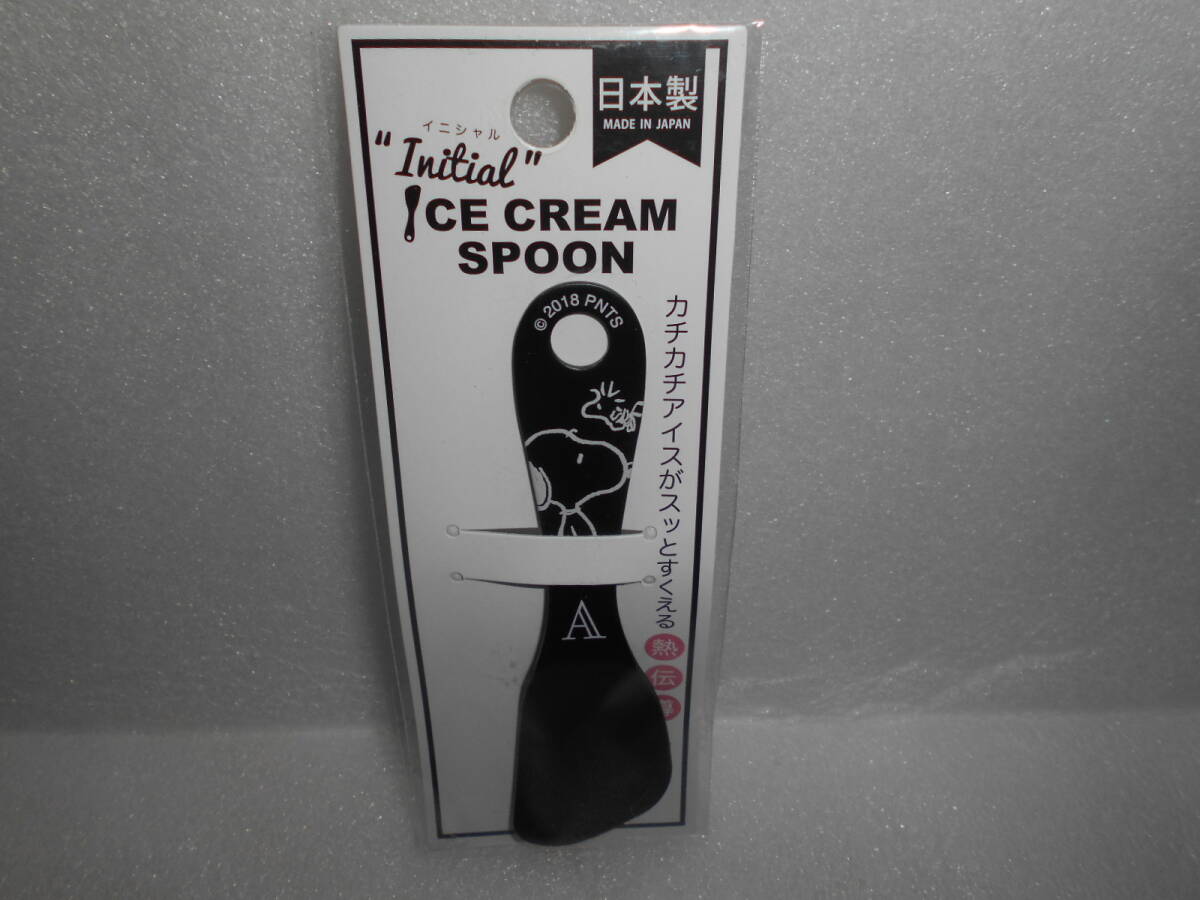 日本製
MADE IN JAPAN
イニシャル
"Initial"
ICE CREAM
SPOON
© 2018 PNTS
カチカチアイスがスッとすくえる
熱伝導
A